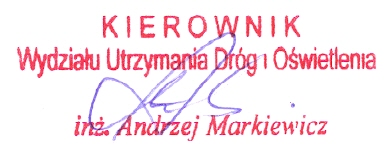 KIEROWNIK
Wydziału Utrzymania Dróg i Oświetlenia
inż. Andrzej Markiewicz